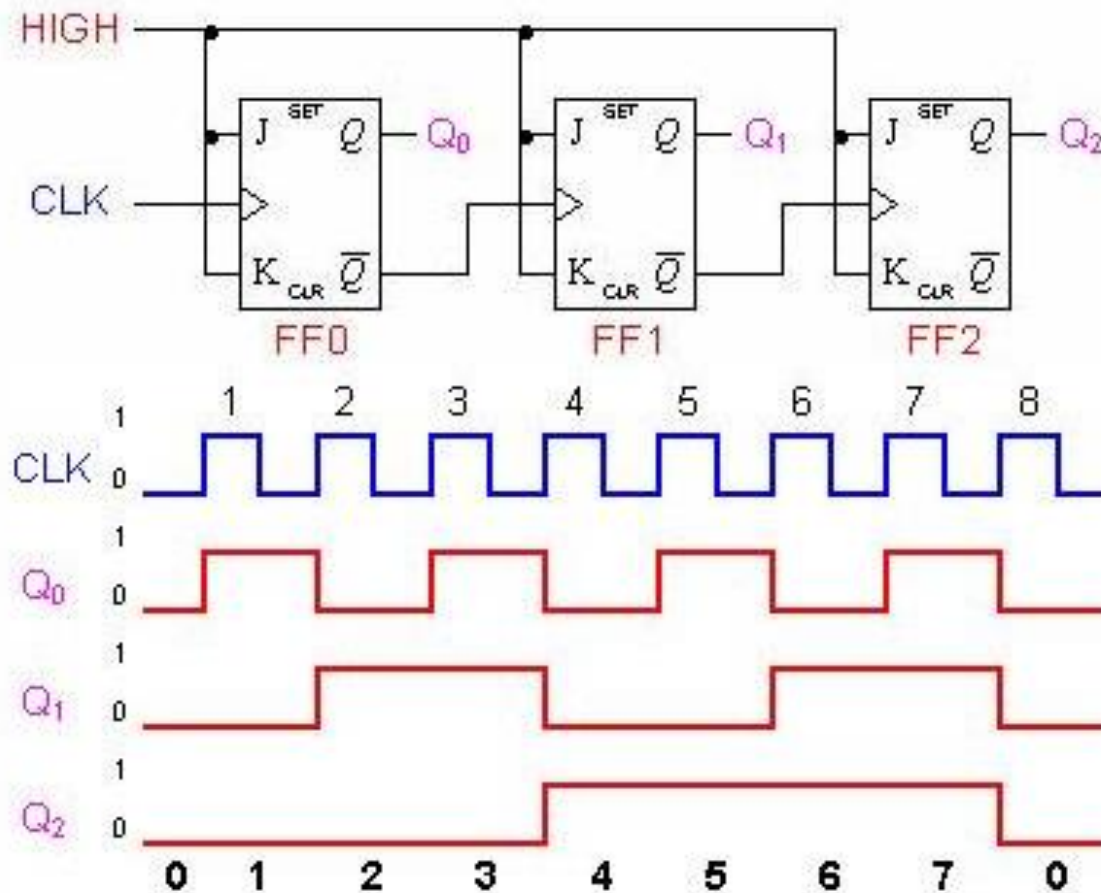 HIGH
SET SET SET
J Q Q0 J Q Q1 J Q Q2
CLK
K CLR Q̅ K CLR Q̅ K CLR Q̅
FF0 FF1 FF2
1 2 3 4 5 6 7 8
1
CLK 0
1
Q0 0
1
Q1 0
1
Q2 0
0 1 2 3 4 5 6 7 0